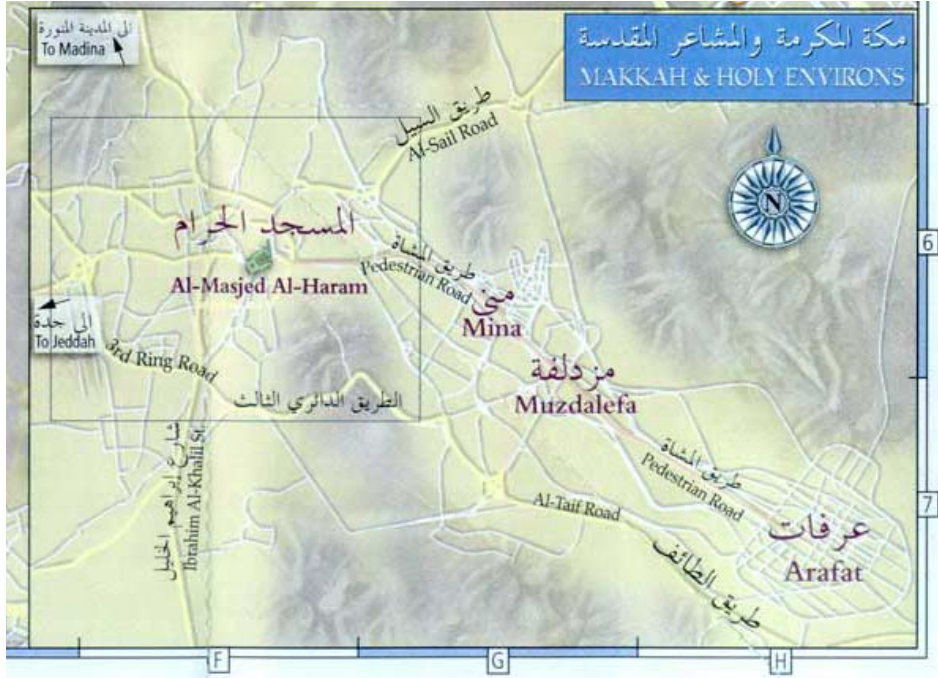 الى المدينة المنورة
To Madina
مكة المكرمة والمشاعر المقدسة
MAKKAH & HOLY ENVIRONS
طريق السيل
Al-Sail Road
N
المسجد الحرام
Al-Masjed Al-Haram
طريق المشاة
Pedestrian Road
6
منى
Mina
الى جدة
To Jeddah
3rd Ring Road
الطريق الدائري الثالث
مزدلفة
Muzdalefa
شارع إبراهيم الخليل
Ibrahim Al-Khalil St.
طريق المشاة
Pedestrian Road
Al-Taif Road
طريق الطائف
7
عرفات
Arafat
F
G
H